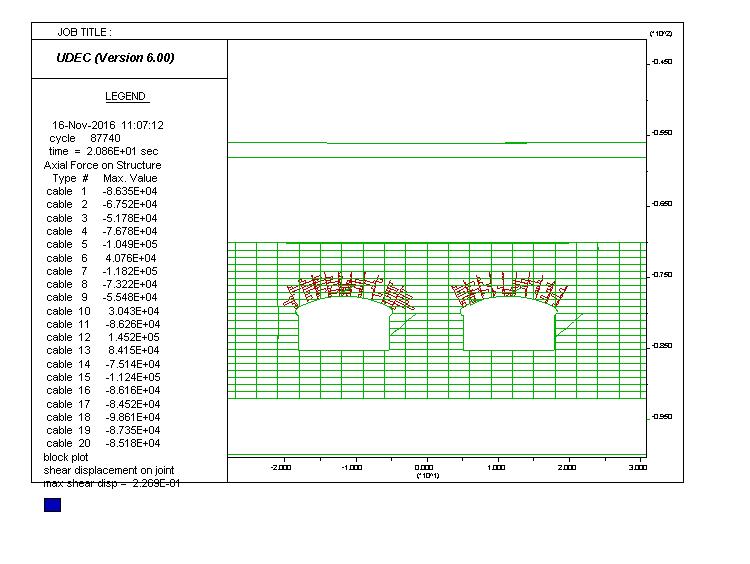 JOB TITLE :
UDEC (Version 6.00)
LEGEND
16-Nov-2016 11:07:12
cycle 87740
time = 2.086E+01 sec
Axial Force on Structure
Type # Max. Value
cable 1 -8.635E+04
cable 2 -6.752E+04
cable 3 -5.178E+04
cable 4 -7.678E+04
cable 5 -1.049E+05
cable 6 4.076E+04
cable 7 -1.182E+05
cable 8 -7.322E+04
cable 9 -5.548E+04
cable 10 3.043E+04
cable 11 -8.626E+04
cable 12 1.452E+05
cable 13 8.415E+04
cable 14 -7.514E+04
cable 15 -1.124E+05
cable 16 -8.616E+04
cable 17 -8.452E+04
cable 18 -9.861E+04
cable 19 -8.735E+04
cable 20 -8.518E+04
block plot
shear displacement on joint
max shear disp = 2.269E-01
(*10^2)
-0.450
-0.550
-0.650
-0.750
-0.850
-0.950
-2.000 -1.000 0.000 1.000 2.000 3.000
(*10^1)